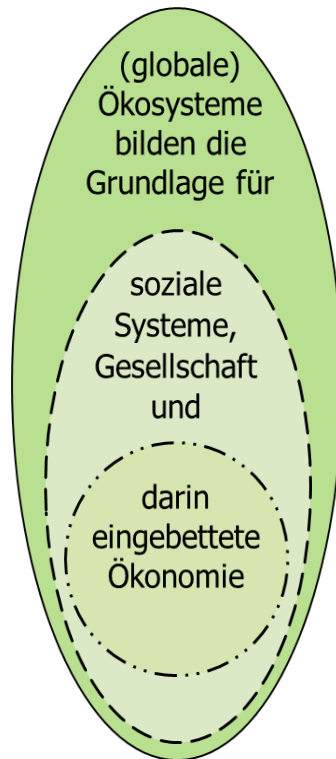 (globale)
Ökosysteme
bilden die
Grundlage für
soziale
Systeme,
Gesellschaft
und
darin
eingebettete
Ökonomie